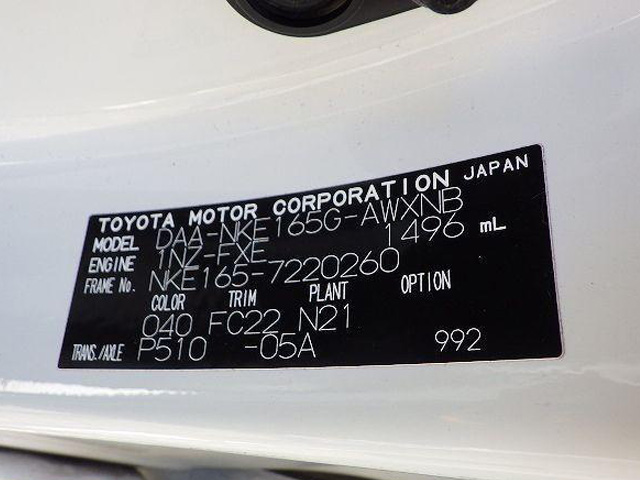 TOYOTA MOTOR CORPORATION JAPAN
MODEL DAA-NKE165G-AWXNB
ENGINE 1NZ-FXE 1496 mL
FRAME No. NKE165-7220260
COLOR TRIM PLANT OPTION
040 FC22 N21
TRANS./AXLE P510 -05A 992